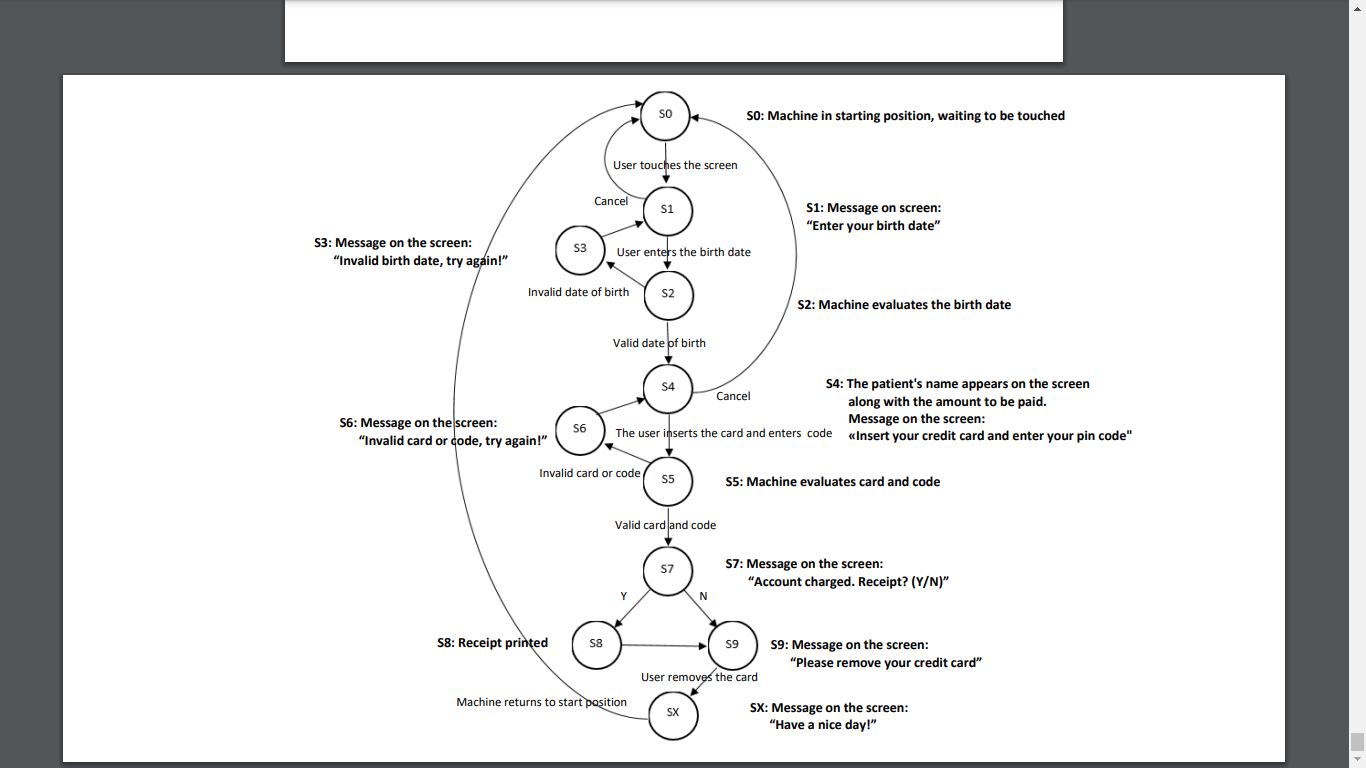 S0
S0: Machine in starting position, waiting to be touched
User touches the screen
Cancel
S1
S1: Message on screen:
“Enter your birth date”
S3: Message on the screen:
“Invalid birth date, try again!”
S3
User enters the birth date
Invalid date of birth
S2
S2: Machine evaluates the birth date
Valid date of birth
S4
Cancel
S4: The patient's name appears on the screen
along with the amount to be paid.
Message on the screen:
«Insert your credit card and enter your pin code"
S6: Message on the screen:
“Invalid card or code, try again!”
S6
The user inserts the card and enters code
Invalid card or code
S5
S5: Machine evaluates card and code
Valid card and code
S7
S7: Message on the screen:
“Account charged. Receipt? (Y/N)”
Y
N
S8: Receipt printed
S8
S9
S9: Message on the screen:
“Please remove your credit card”
User removes the card
Machine returns to start position
SX
SX: Message on the screen:
“Have a nice day!”